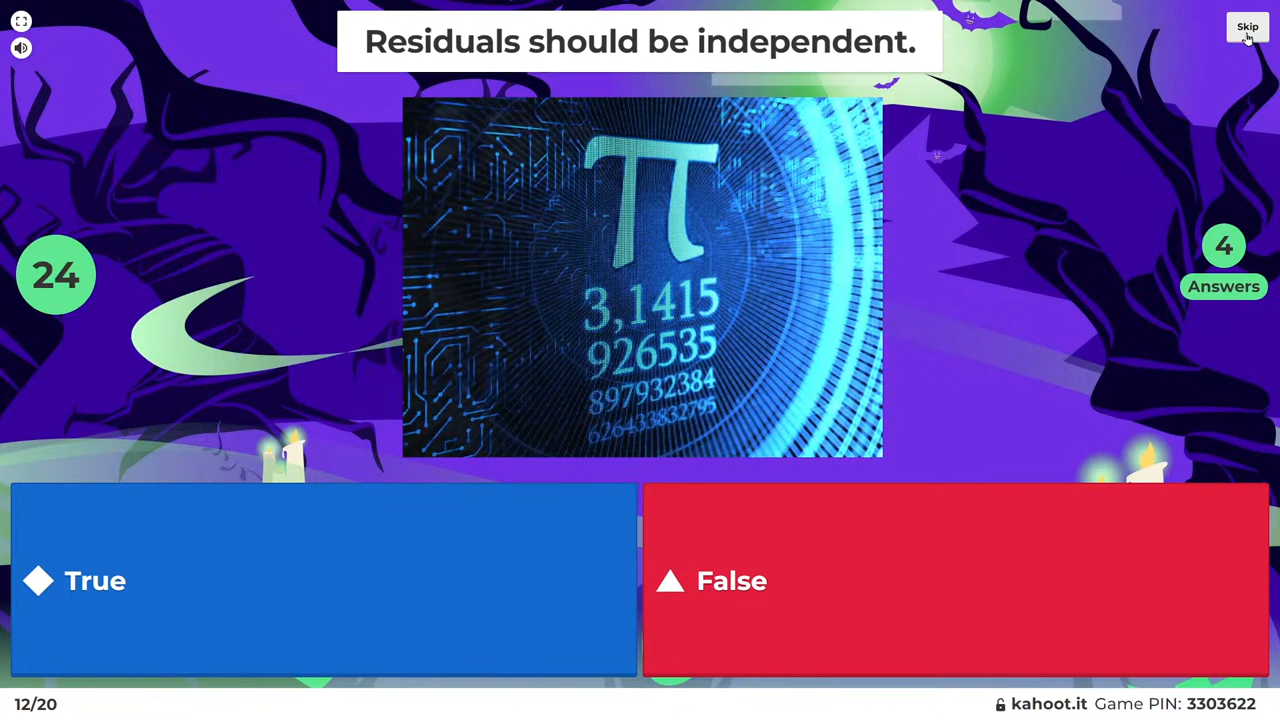 Residuals should be independent.
Skip
24
4
Answers
π
3,1415
926535
897932384
626433832795
True
False
12/20
kahoot.it Game PIN: 3303622